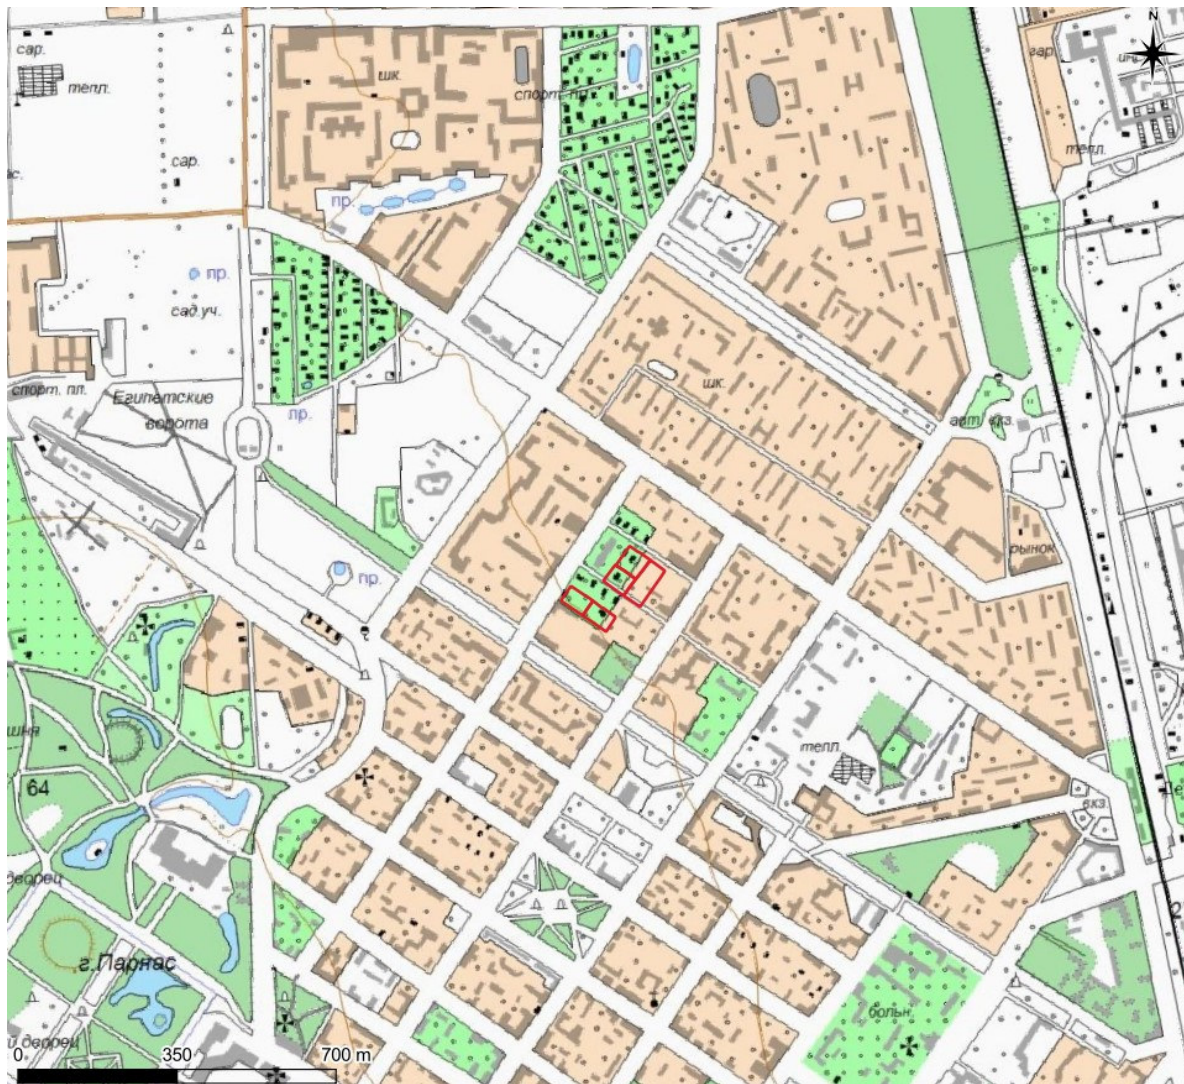 N
сар.
тепл.
шк.
гар.
спорт. пл.
сар.
тепл.
пр.
пр.
сад.уч.
спорт. пл.
Египетские
ворота
пр.
шк.
авт. вкз.
рынок
пр.
тепл.
64
вкз.
дворец
г.Парнас
больн.
й дворец
0
350
700 m